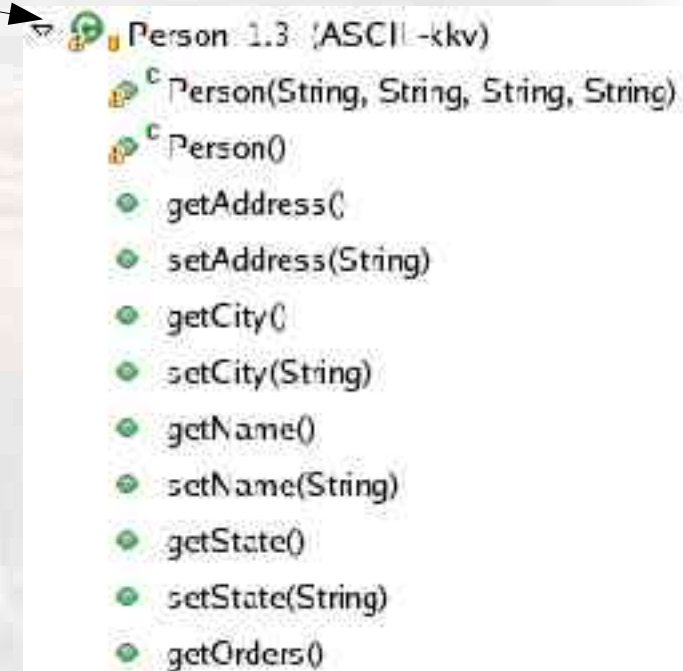 Person 1.3 (ASCII -kkv)
Person(String, String, String, String)
Person()
getAddress()
setAddress(String)
getCity()
setCity(String)
getName()
setName(String)
getState()
setState(String)
getOrders()